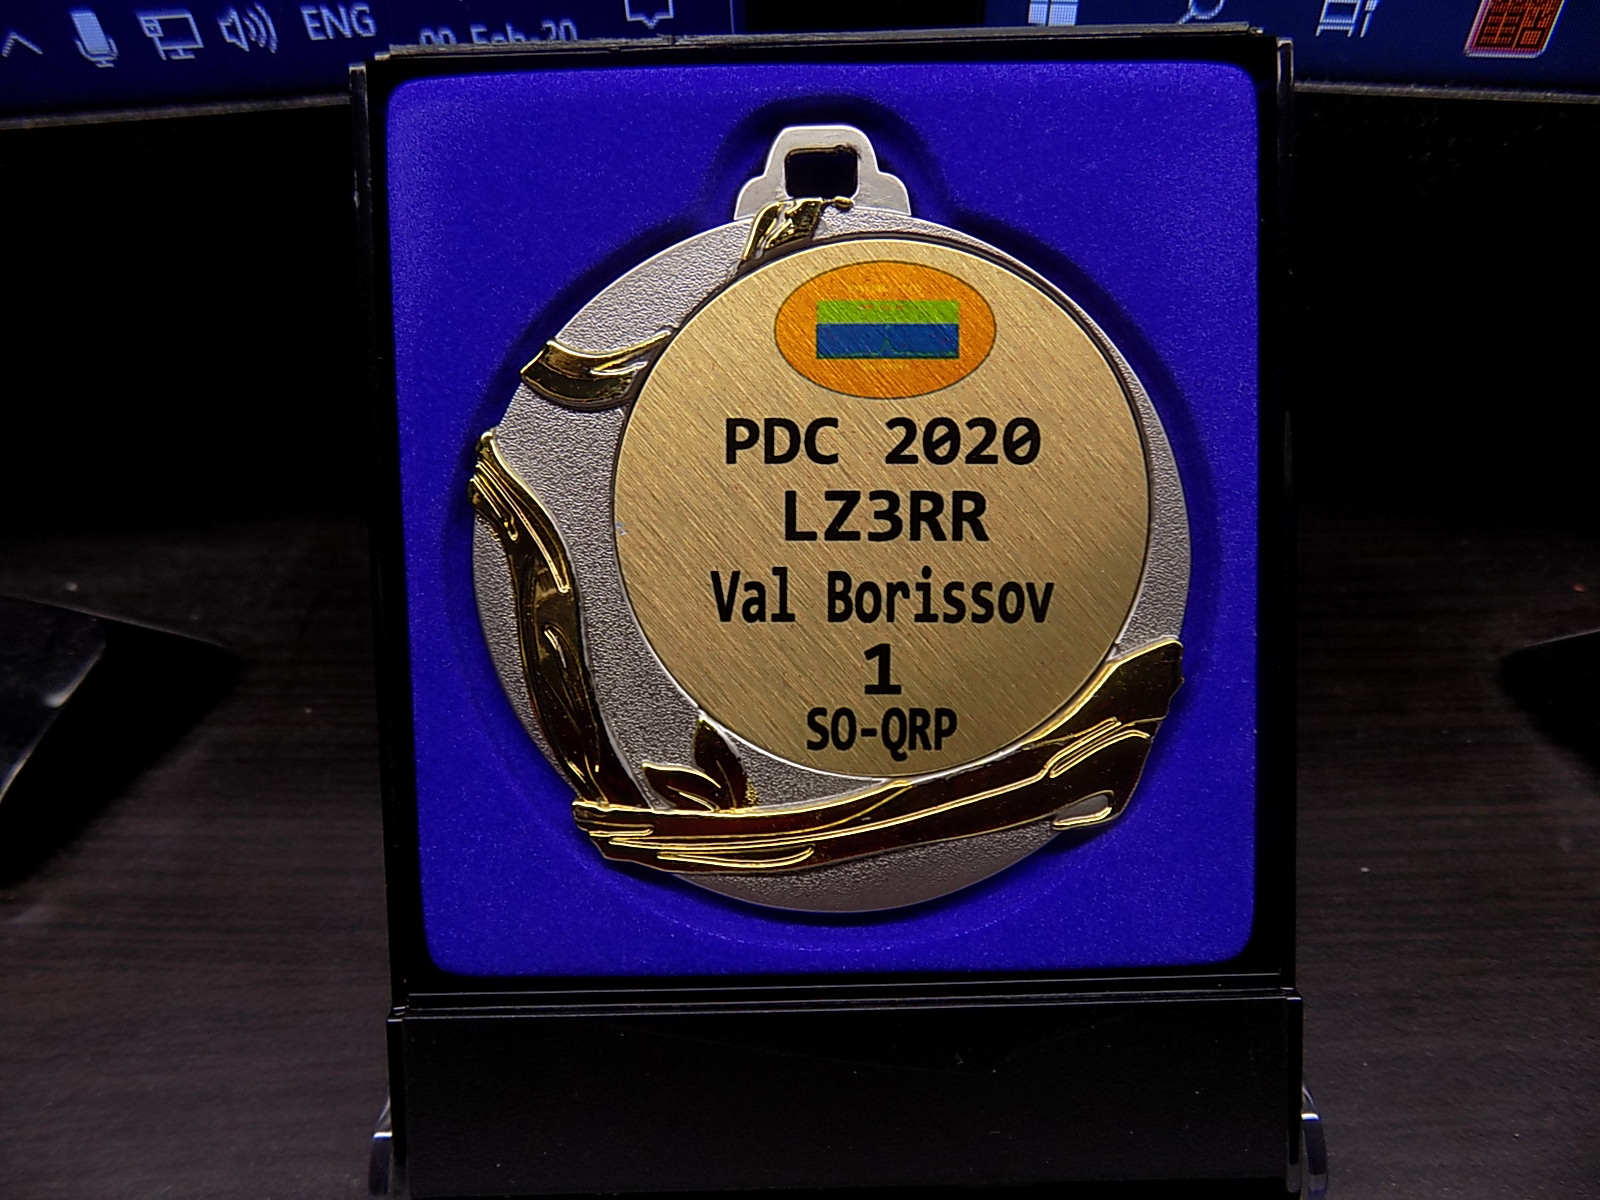 ENG
PDC 2020
LZ3RR
Val Borissov
1
SO-QRP